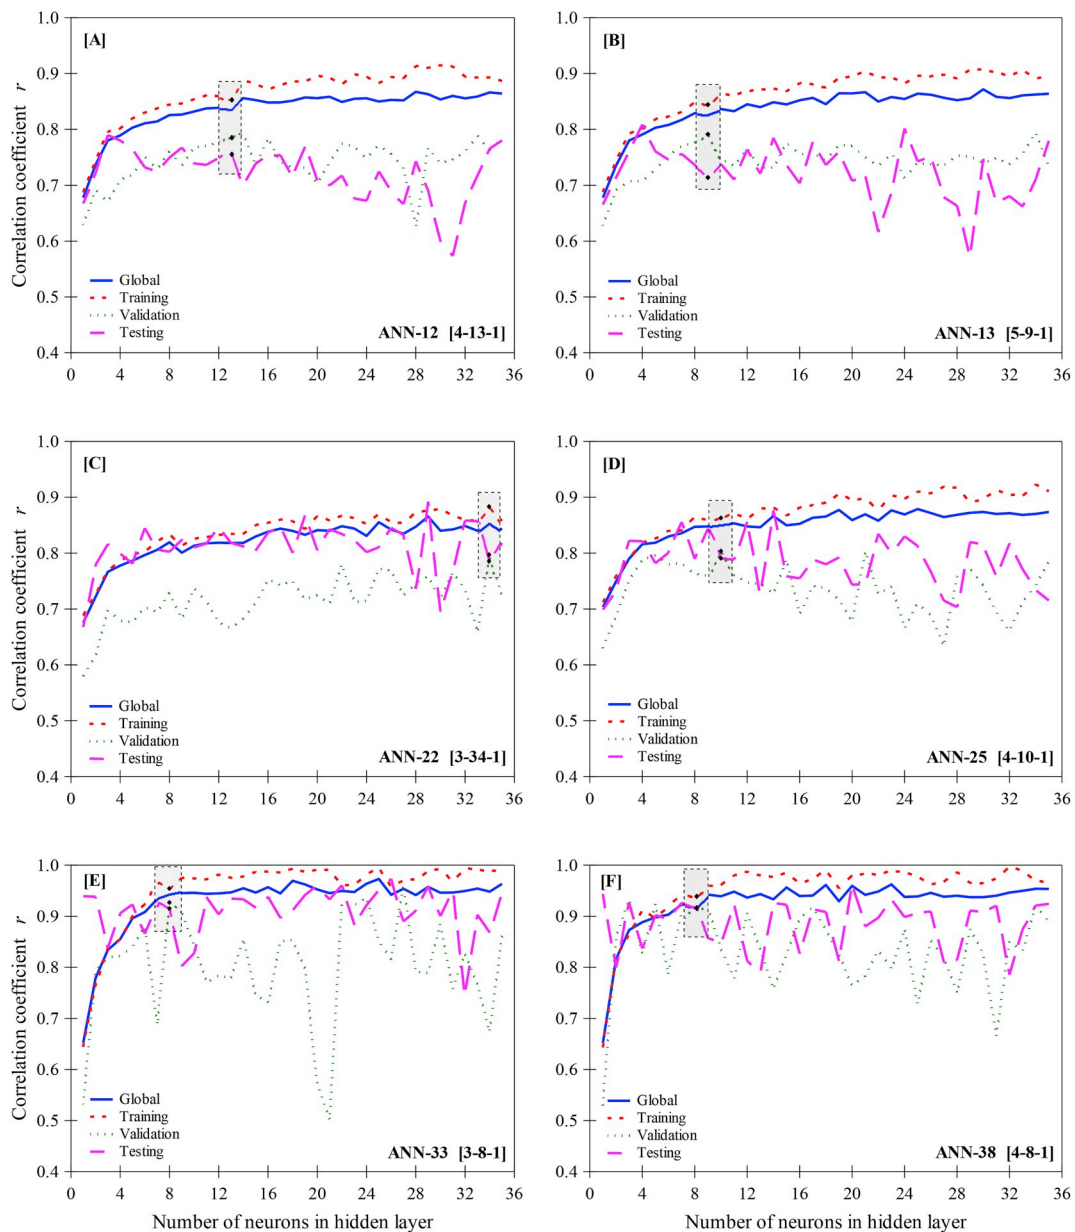 [A]
Correlation coefficient r
1.0
0.9
0.8
0.7
0.6
0.5
0.4
Global
Training
Validation
Testing
ANN-12 [4-13-1]
0 4 8 12 16 20 24 28 32 36
[B]
1.0
0.9
0.8
0.7
0.6
0.5
0.4
Global
Training
Validation
Testing
ANN-13 [5-9-1]
0 4 8 12 16 20 24 28 32 36
[C]
Correlation coefficient r
1.0
0.9
0.8
0.7
0.6
0.5
0.4
Global
Training
Validation
Testing
ANN-22 [3-34-1]
0 4 8 12 16 20 24 28 32 36
[D]
1.0
0.9
0.8
0.7
0.6
0.5
0.4
Global
Training
Validation
Testing
ANN-25 [4-10-1]
0 4 8 12 16 20 24 28 32 36
[E]
Correlation coefficient r
1.0
0.9
0.8
0.7
0.6
0.5
0.4
Global
Training
Validation
Testing
ANN-33 [3-8-1]
0 4 8 12 16 20 24 28 32 36
Number of neurons in hidden layer
[F]
1.0
0.9
0.8
0.7
0.6
0.5
0.4
Global
Training
Validation
Testing
ANN-38 [4-8-1]
0 4 8 12 16 20 24 28 32 36
Number of neurons in hidden layer